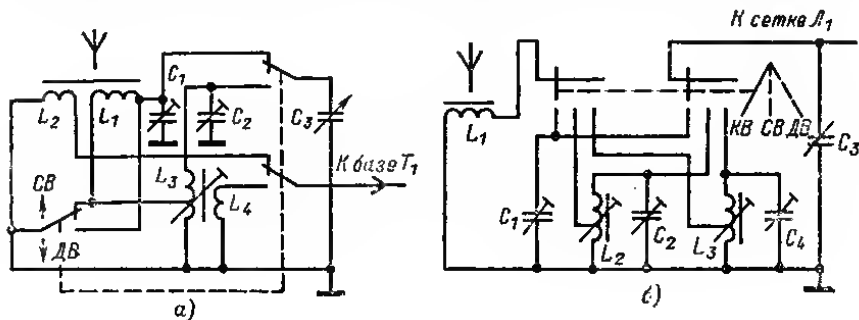 C₁
L₂
L₁
C₂
C₃
СВ
ДВ
L₃
L₄
К базе T₁
а)
К сетке Л₁
L₁
КВ СВ ДВ
C₃
C₁
L₂
C₂
L₃
C₄
б)